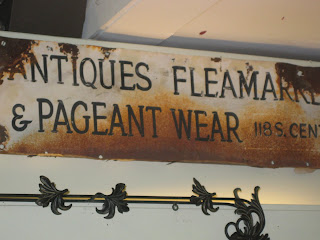 ANTIQUES FLEAMARKE
& PAGEANT WEAR 118 S. CENT